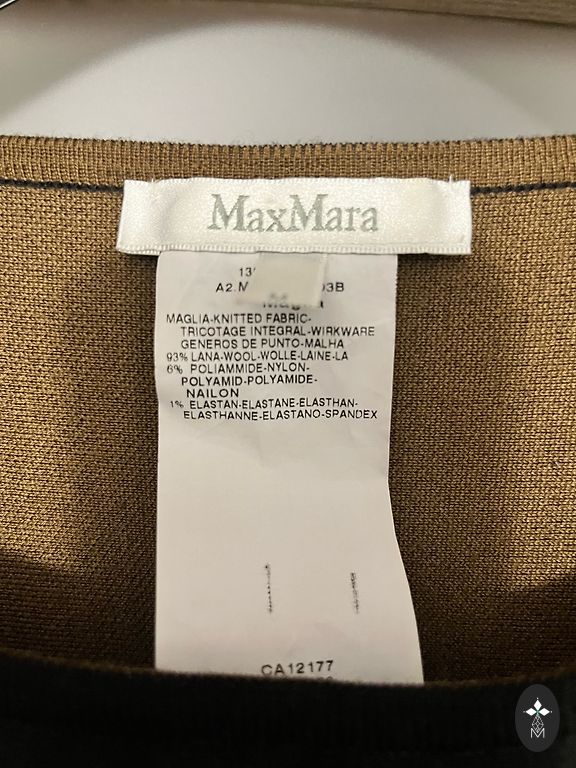 MaxMara
MAGLIA-KNITTED FABRIC-
TRICOTAGE INTEGRAL-WIRKWARE
GENEROS DE PUNTO-MALHA
93% LANA-WOOL-WOLLE-LAINE-LA
6% POLIAMMIDE-NYLON-
POLYAMID-POLYAMIDE-
NAILON
1% ELASTAN-ELASTANE-ELASTHAN-
ELASTHANNE-ELASTANO-SPANDEX
CA12177
M